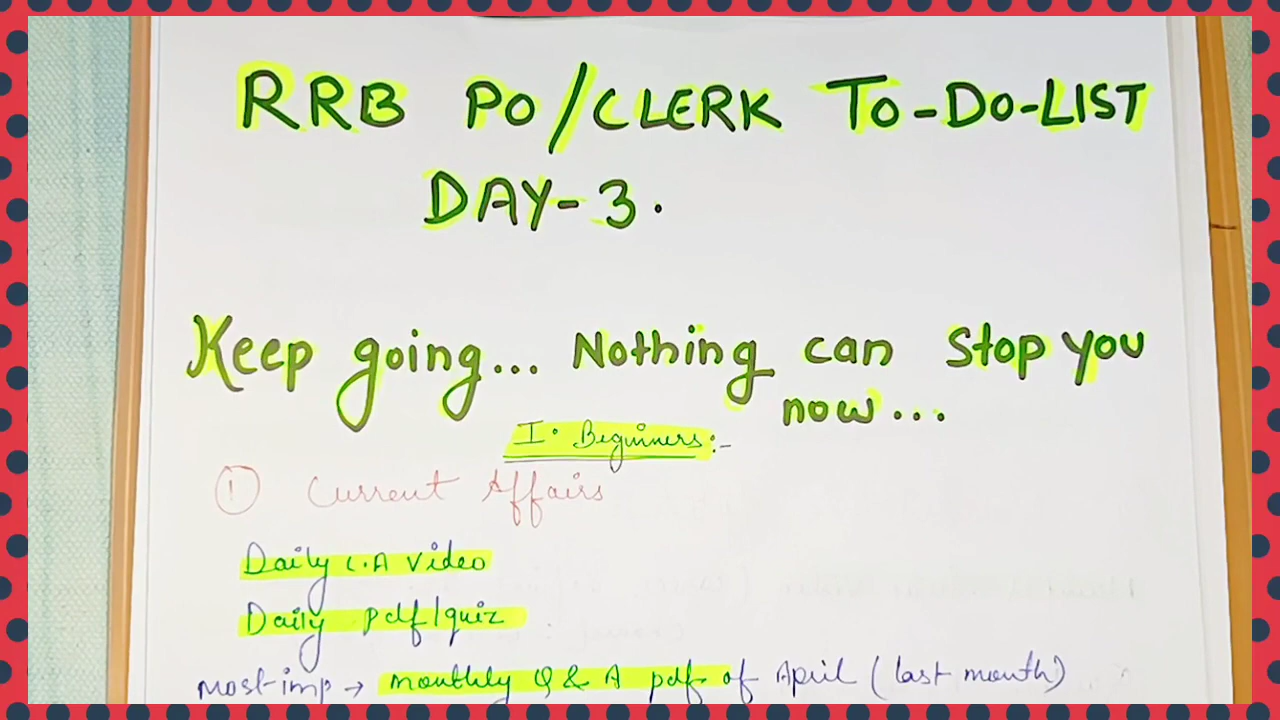 RRB PO/CLERK TO-DO-LIST
DAY-3.
Keep going... Nothing can stop you
now...
I. Beginners:-
① Current Affairs
Daily C.A video
Daily pdf/quiz
most-imp → monthly Q & A pdf of April (last month)